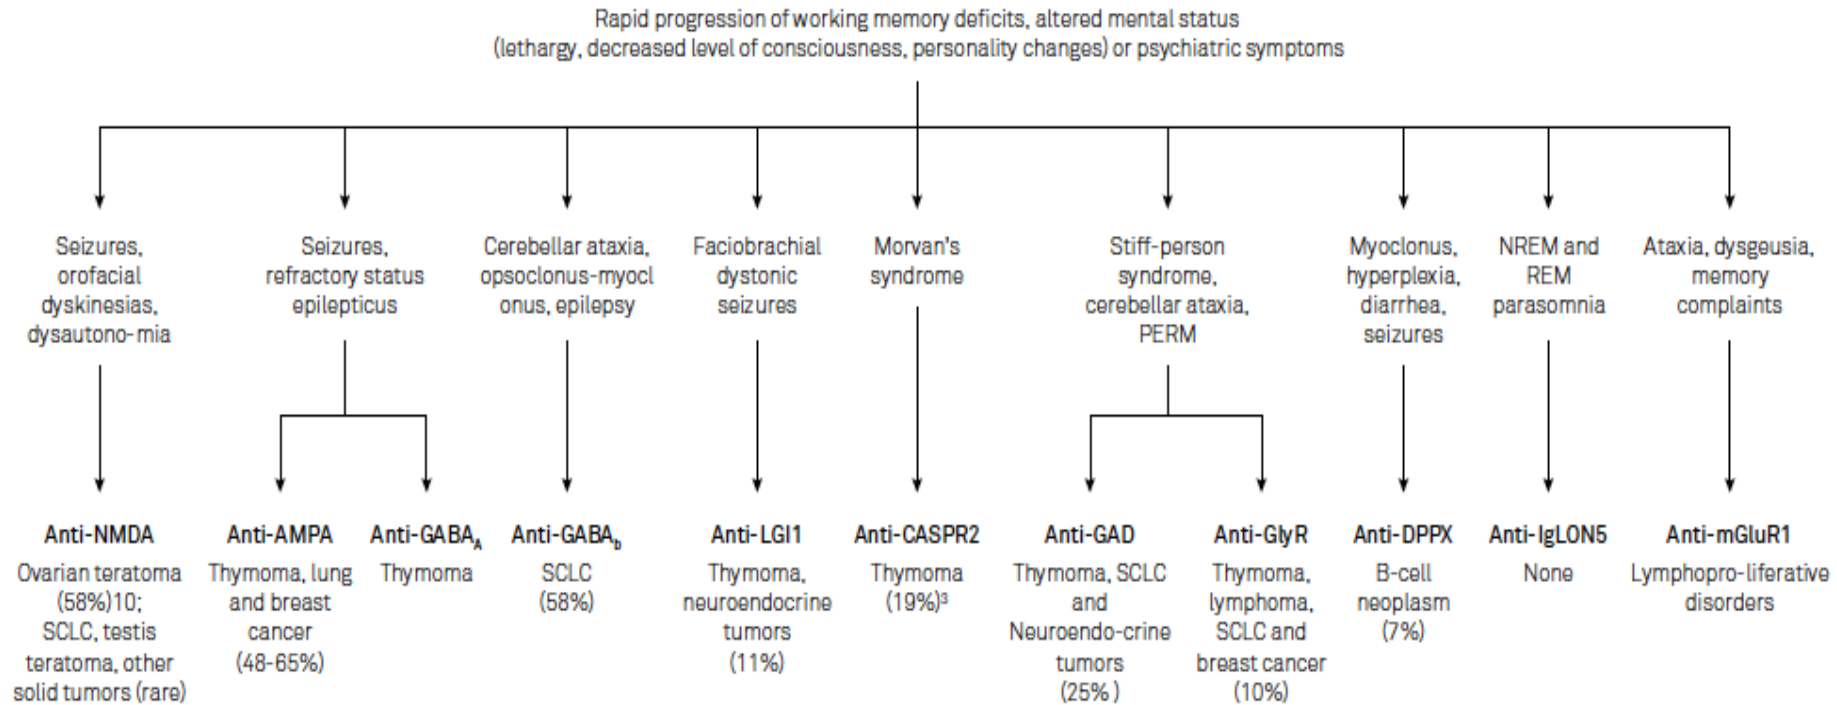 Rapid progression of working memory deficits, altered mental status
(lethargy, decreased level of consciousness, personality changes) or psychiatric symptoms
Seizures,
orofacial
dyskinesias,
dysautono-mia
Seizures,
refractory status
epilepticus
Cerebellar ataxia,
opsoclonus-myocl
onus, epilepsy
Faciobrachial
dystonic
seizures
Morvan's
syndrome
Stiff-person
syndrome,
cerebellar ataxia,
PERM
Myoclonus,
hyperplexia,
diarrhea,
seizures
NREM and
REM
parasomnia
Ataxia, dysgeusia,
memory
complaints
Anti-NMDA
Ovarian teratoma
(58%)10;
SCLC, testis
teratoma, other
solid tumors (rare)
Anti-AMPA
Thymoma, lung
and breast
cancer
(48-65%)
Anti-GABA_A
Thymoma
Anti-GABA_b
SCLC
(58%)
Anti-LGI1
Thymoma,
neuroendocrine
tumors
(11%)
Anti-CASPR2
Thymoma
(19%)³
Anti-GAD
Thymoma, SCLC
and
Neuroendo-crine
tumors
(25% )
Anti-GlyR
Thymoma,
lymphoma,
SCLC and
breast cancer
(10%)
Anti-DPPX
B-cell
neoplasm
(7%)
Anti-IgLON5
None
Anti-mGluR1
Lymphopro-liferative
disorders